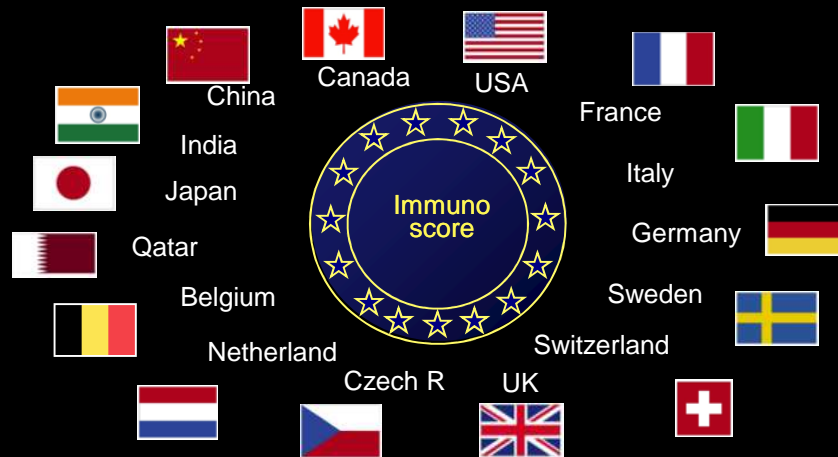 Canada
USA
China
France
India
Italy
Japan
Immuno
score
Germany
Qatar
Belgium
Sweden
Netherland
Switzerland
Czech R
UK